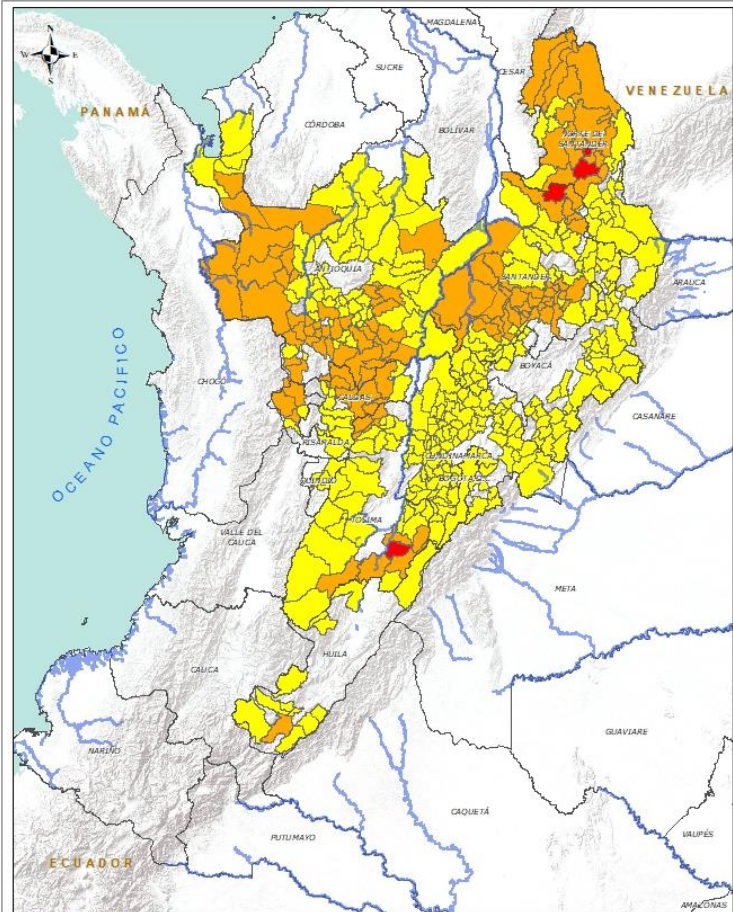 MAGDALENA
N
W E
S
SUCRE
CESAR
VENEZUELA
PANAMÁ
CÓRDOBA
BOLÍVAR
NORTE DE
SANTANDER
ANTIOQUIA
SANTANDER
ARAUCA
OCEANO PACIFICO
CHOCÓ
BOYACÁ
CALDAS
CASANARE
RISARALDA
CUNDINAMARCA
QUINDÍO
BOGOTÁ, D.C.
TOLIMA
VALLE DEL
CAUCA
META
HUILA
CAUCA
GUAVIARE
NARIÑO
CAQUETÁ
PUTUMAYO
VAUPÉS
ECUADOR
AMAZONAS